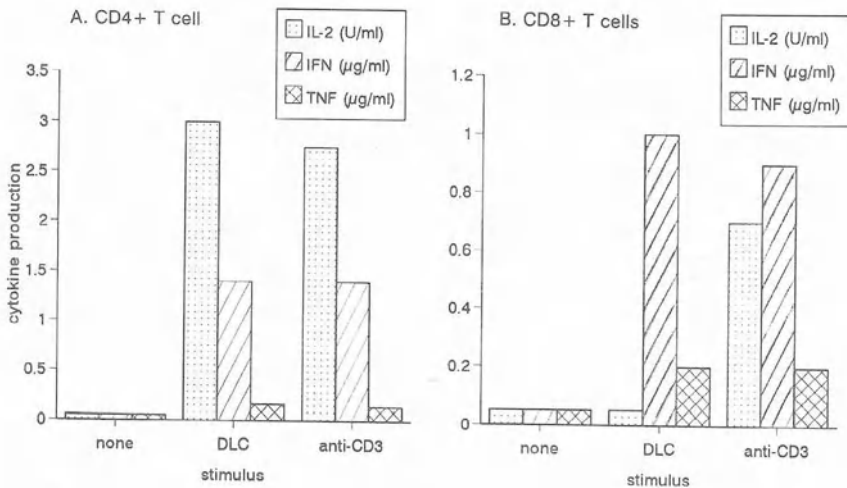 A. CD4+ T cell
IL-2 (U/ml)
IFN (µg/ml)
TNF (µg/ml)
3.5
3
2.5
2
1.5
1
0.5
0
cytokine production
none DLC anti-CD3
stimulus
B. CD8+ T cells
IL-2 (U/ml)
IFN (µg/ml)
TNF (µg/ml)
1.2
1
0.8
0.6
0.4
0.2
0
none DLC anti-CD3
stimulus